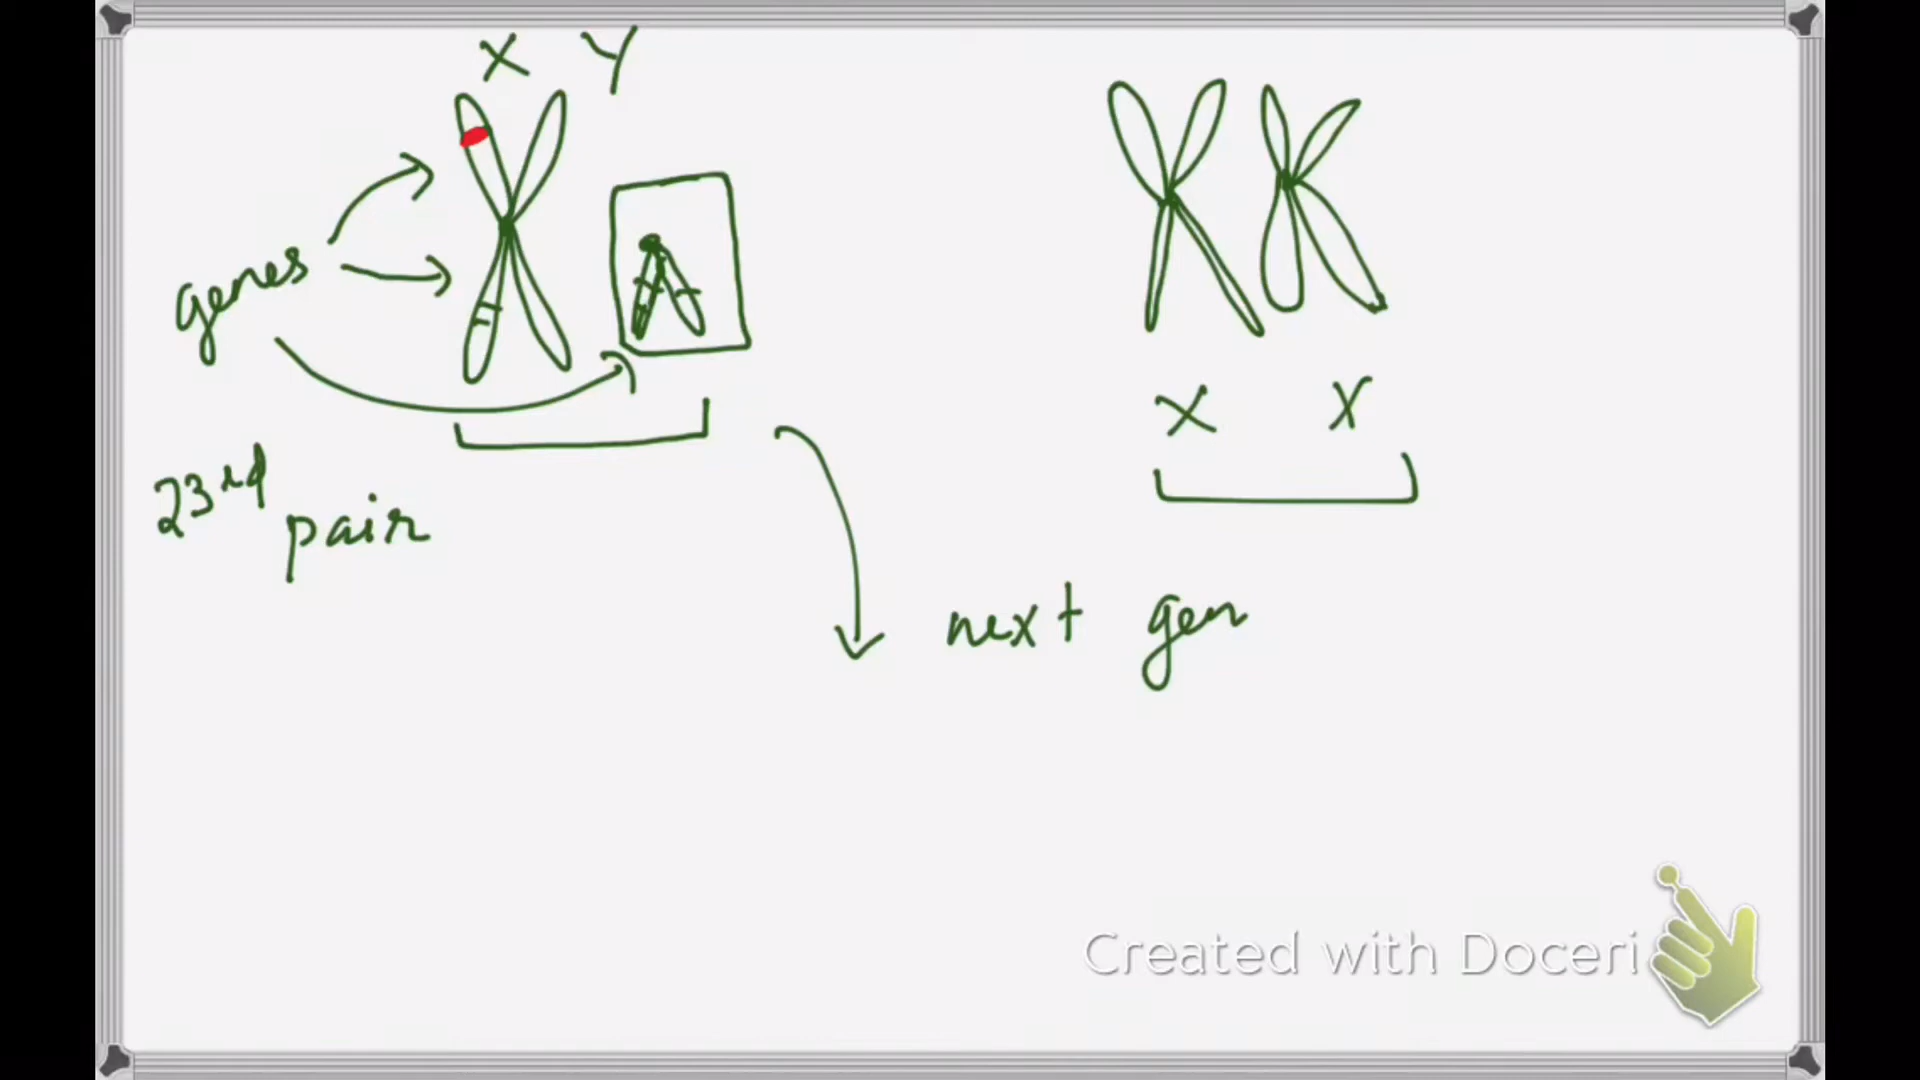 X Y
genes
23rd pair
X X
next gen
Created with Doceri